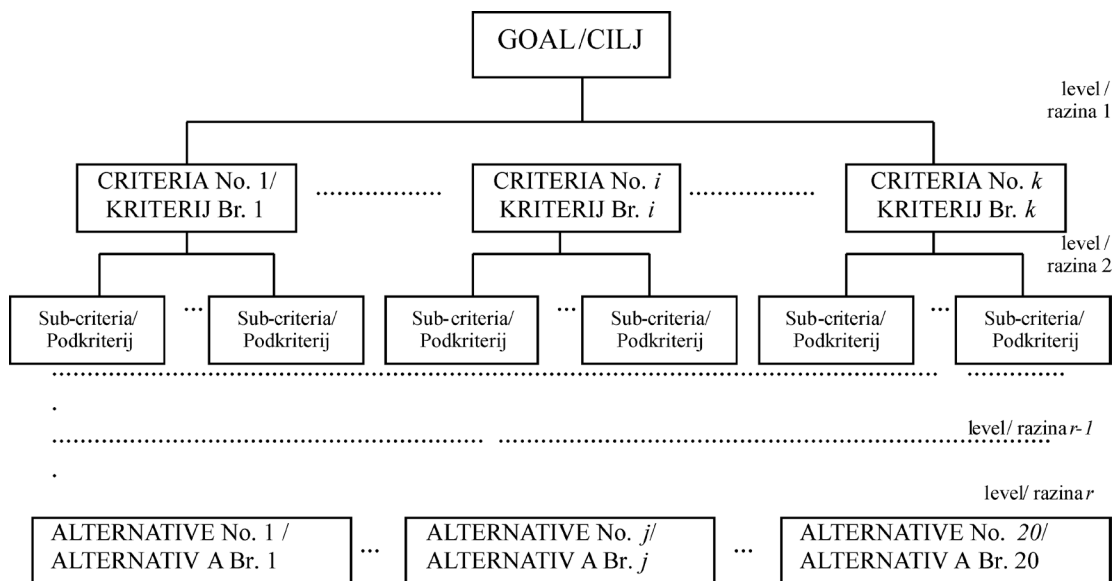 GOAL/CILJ
level/
razina 1
CRITERIA No. 1/
KRITERIJ Br. 1
CRITERIA No. i
KRITERIJ Br. i
CRITERIA No. k
KRITERIJ Br. k
level/
razina 2
Sub-criteria/
Podkriterij
...
Sub-criteria/
Podkriterij
Sub-criteria/
Podkriterij
...
Sub-criteria/
Podkriterij
Sub-criteria/
Podkriterij
...
Sub-criteria/
Podkriterij
level/ razina r-1
level/ razina r
ALTERNATIVE No. 1 /
ALTERNATIV A Br. 1
...
ALTERNATIVE No. j/
ALTERNATIV A Br. j
...
ALTERNATIVE No. 20/
ALTERNATIV A Br. 20